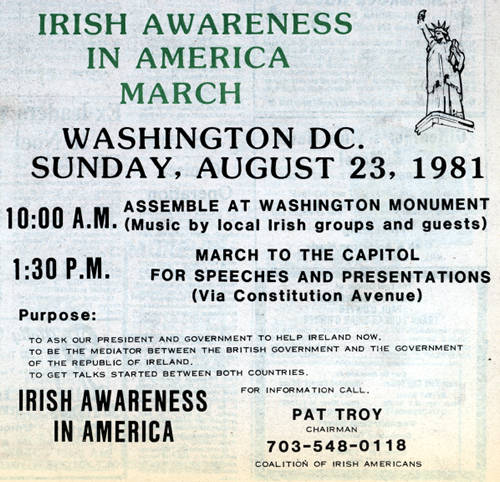 IRISH AWARENESS
IN AMERICA
MARCH
WASHINGTON DC.
SUNDAY, AUGUST 23, 1981
10:00 A.M. ASSEMBLE AT WASHINGTON MONUMENT
(Music by local Irish groups and guests)
1:30 P.M. MARCH TO THE CAPITOL
FOR SPEECHES AND PRESENTATIONS
(Via Constitution Avenue)
Purpose:
TO ASK OUR PRESIDENT AND GOVERNMENT TO HELP IRELAND NOW.
TO BE THE MEDIATOR BETWEEN THE BRITISH GOVERNMENT AND THE GOVERNMENT
OF THE REPUBLIC OF IRELAND.
TO GET TALKS STARTED BETWEEN BOTH COUNTRIES.
IRISH AWARENESS
IN AMERICA
FOR INFORMATION CALL,
PAT TROY
CHAIRMAN
703-548-0118
COALITION OF IRISH AMERICANS